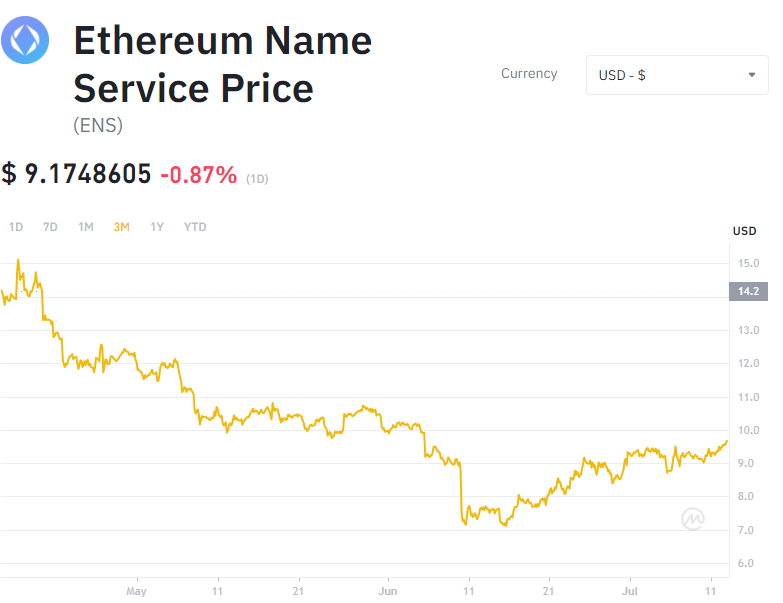 Ethereum Name
Service Price
(ENS)
Currency
USD - $
$ 9.1748605 -0.87% (1D)
1D 7D 1M 3M 1Y YTD
USD
15.0
14.2
13.0
12.0
11.0
10.0
9.0
8.0
7.0
6.0
May 11 21 Jun 11 21 Jul 11